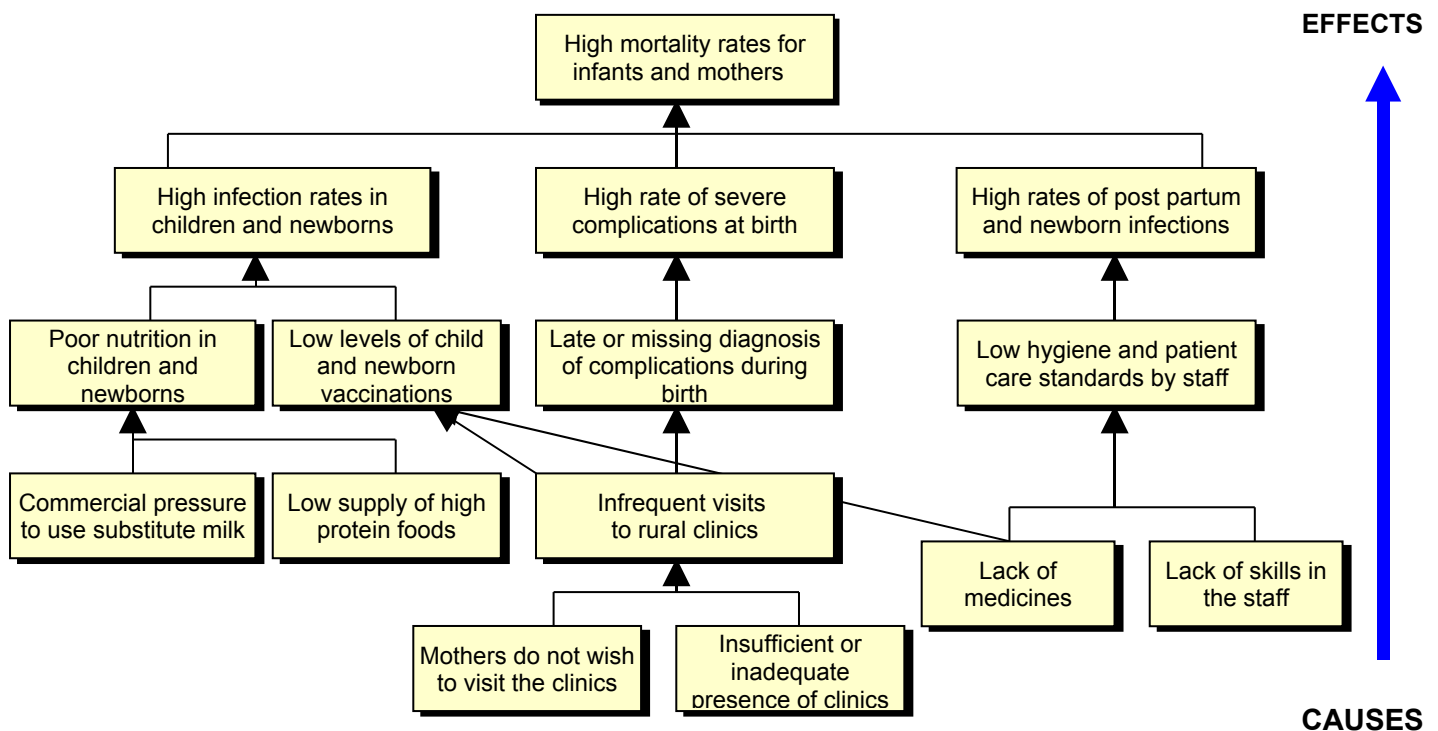 EFFECTS
High mortality rates for
infants and mothers
High infection rates in
children and newborns
High rate of severe
complications at birth
High rates of post partum
and newborn infections
Poor nutrition in
children and
newborns
Low levels of child
and newborn
vaccinations
Late or missing diagnosis
of complications during
birth
Low hygiene and patient
care standards by staff
Commercial pressure
to use substitute milk
Low supply of high
protein foods
Infrequent visits
to rural clinics
Lack of
medicines
Lack of skills in
the staff
Mothers do not wish
to visit the clinics
Insufficient or
inadequate
presence of clinics
CAUSES